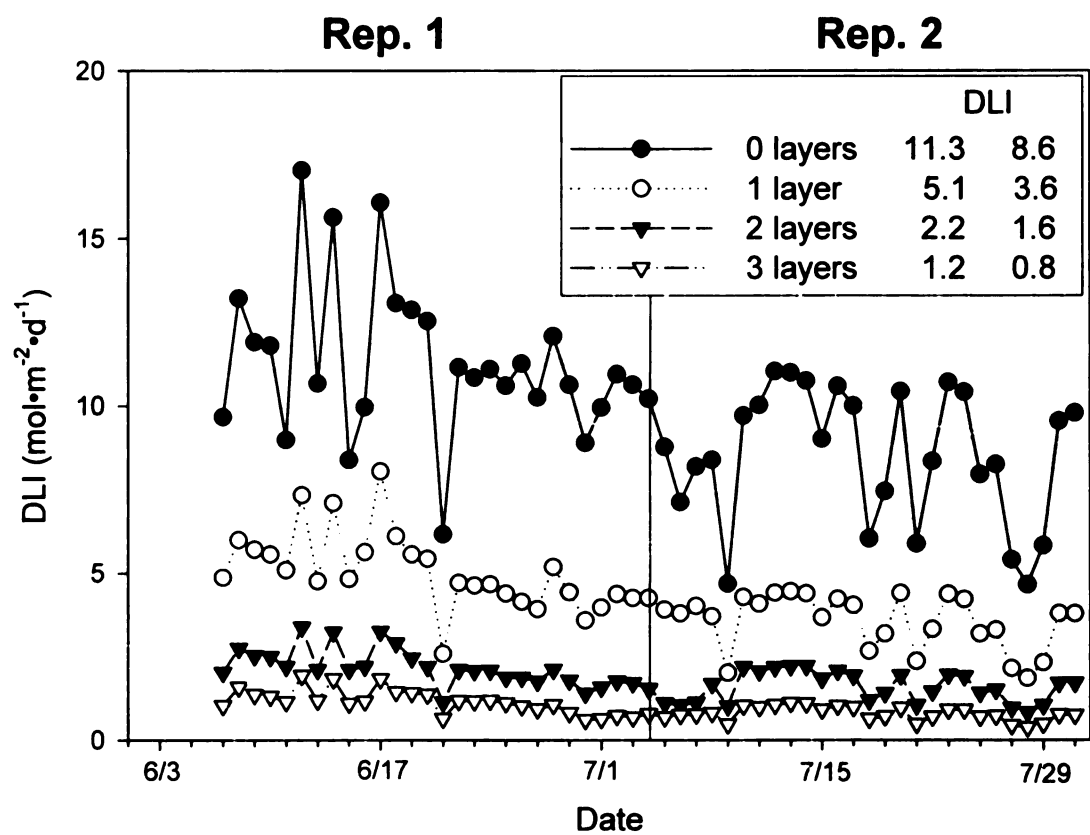 Rep. 1 Rep. 2
DLI
0 layers 11.3 8.6
1 layer 5.1 3.6
2 layers 2.2 1.6
3 layers 1.2 0.8
20
15
10
5
0
DLI (mol•m-2•d-1)
6/3 6/17 7/1 7/15 7/29
Date